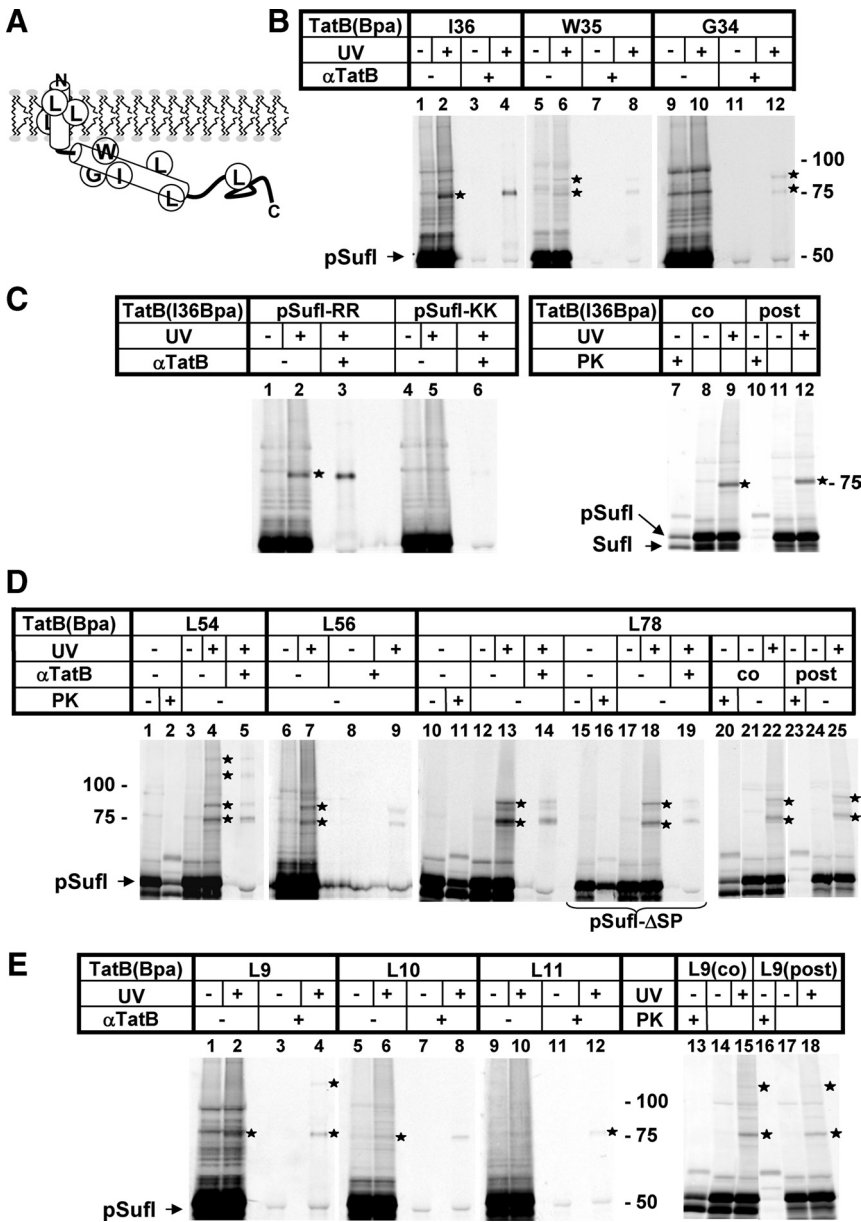 A
N
L
L
L
W
L
G
I
L
L
C
B
TatB(Bpa) I36 W35 G34
UV - + - + - + - + - + - +
αTatB - + - + - +
1 2 3 4 5 6 7 8 9 10 11 12
- 100
- 75
pSufI
- 50
C
TatB(I36Bpa) pSufI-RR pSufI-KK
UV - + + - + +
αTatB - + - +
1 2 3 4 5 6
TatB(I36Bpa) co post
UV - - + - - +
PK + +
7 8 9 10 11 12
- 75
pSufI
SufI
D
TatB(Bpa) L54 L56 L78
UV - - + + - + - + - - + + - - + + - - + - - +
αTatB - - + - + - - + - - + co post
PK - + - - - + - - + - + - + -
1 2 3 4 5 6 7 8 9 10 11 12 13 14 15 16 17 18 19 20 21 22 23 24 25
100 -
75 -
pSufI
pSufI-ΔSP
E
TatB(Bpa) L9 L10 L11 L9(co) L9(post)
UV - + - + - + - + - + - + UV - - + - - +
αTatB - + - + - + PK + +
1 2 3 4 5 6 7 8 9 10 11 12 13 14 15 16 17 18
- 100
- 75
pSufI
- 50